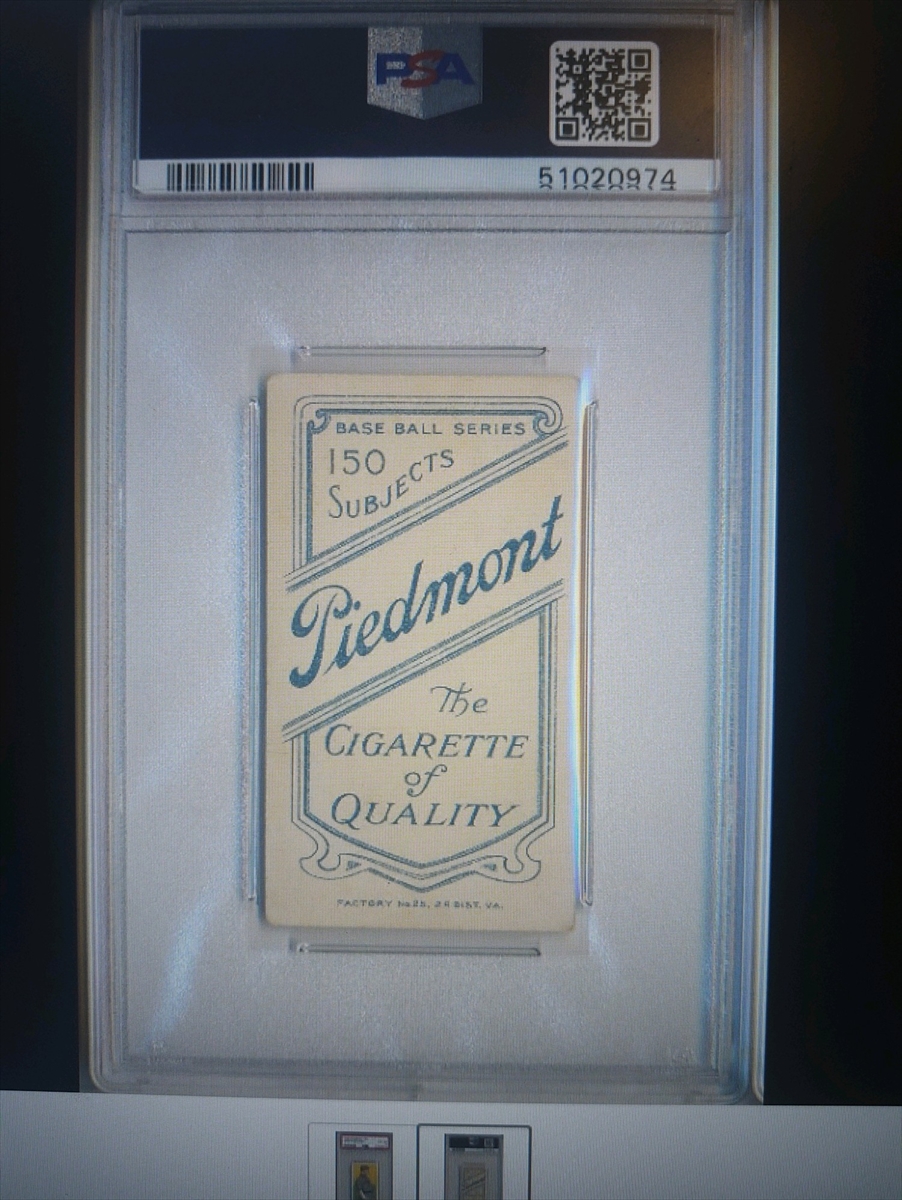 PSA
51020974
BASE BALL SERIES
150
SUBJECTS
Piedmont
The
CIGARETTE
of
QUALITY
FACTORY No 25, 2d DIST. VA.